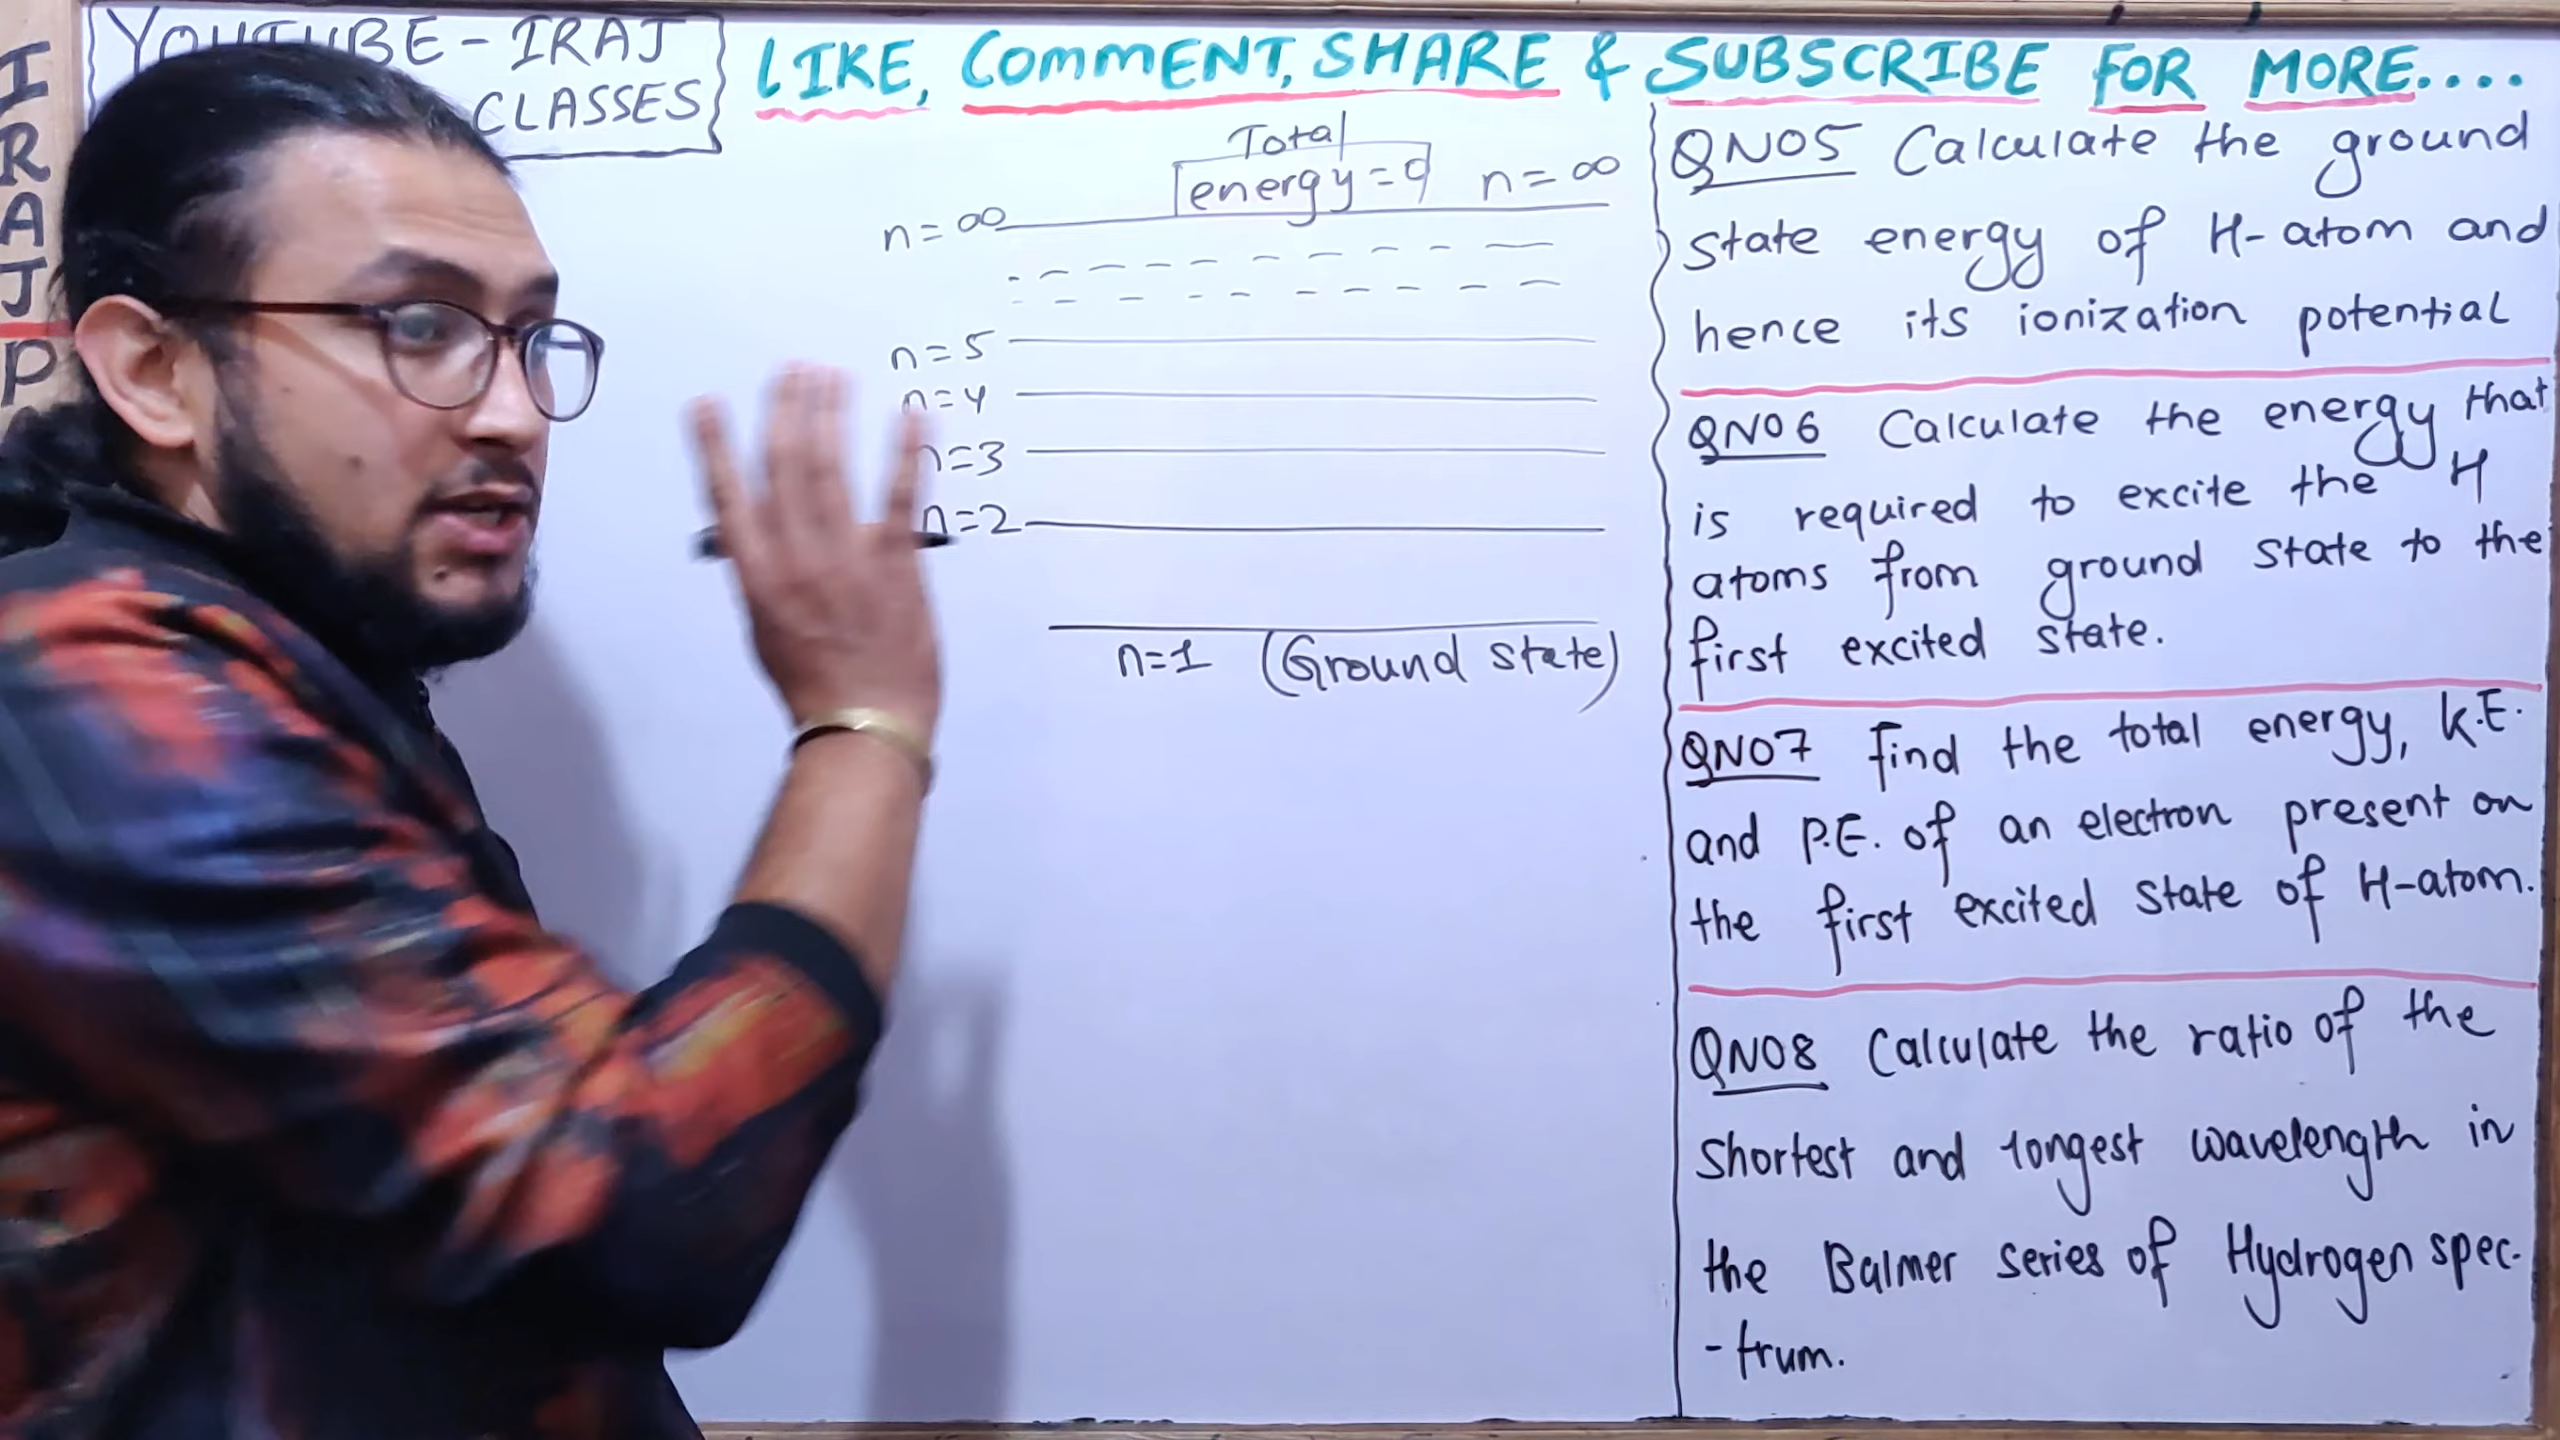 YOUTUBE - IRAJ
CLASSES
LIKE, COMMENT, SHARE & SUBSCRIBE FOR MORE....
IRAJ
Total
energy = 0
n = ∞
n = ∞
n = 5
n = 4
n = 3
n = 2
n = 1 (Ground state)
QNO5 Calculate the ground
state energy of H-atom and
hence its ionization potential
QNO6 Calculate the energy that
is required to excite the H
atoms from ground state to the
first excited state.
QNO7 Find the total energy, K.E.
and P.E. of an electron present on
the first excited state of H-atom.
QNO8 Calculate the ratio of the
shortest and longest wavelength in
the Balmer series of Hydrogen spec-
- trum.